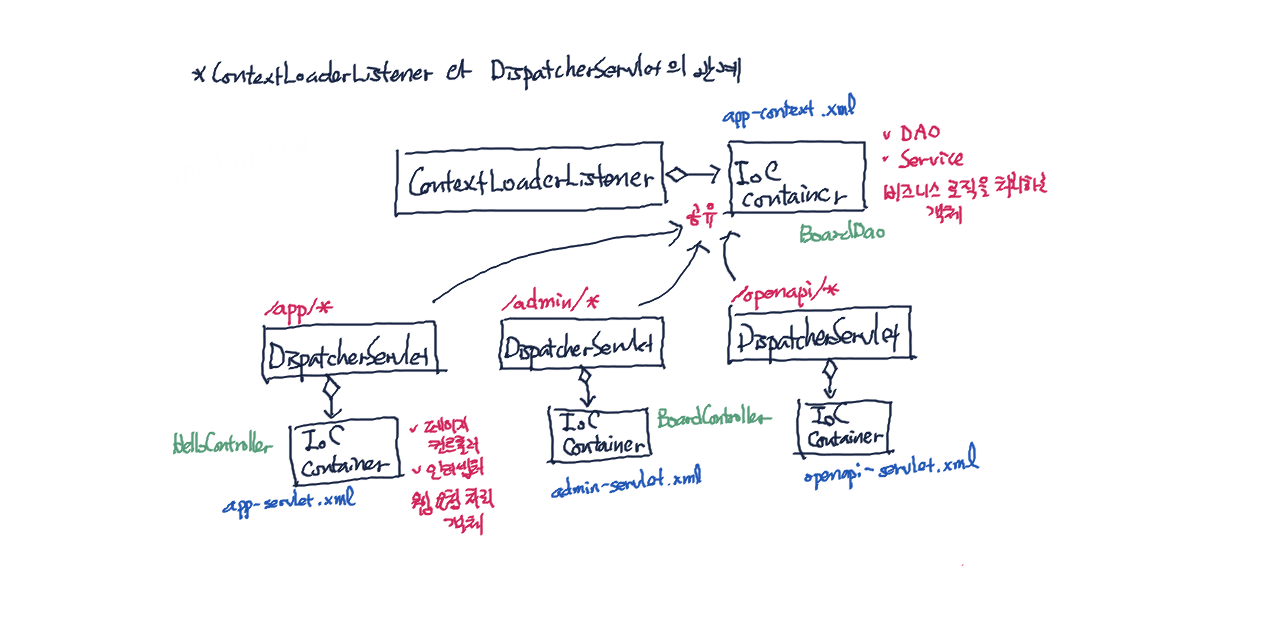 * ContextLoaderListener 와 DispatcherServlet의 관계
app-context.xml
ContextLoaderListener
IoC
container
✓ DAO
✓ Service
비즈니스 로직을 처리하는
객체
공유
BoardDao
/app/*
DispatcherServlet
/admin/*
DispatcherServlet
/openapi/*
DispatcherServlet
HelloController
IoC
container
app-servlet.xml
✓ 페이지
컨트롤러
✓ 인터셉터
웹 요청 처리
객체
IoC
container
BoardController
admin-servlet.xml
IoC
container
openapi-servlet.xml